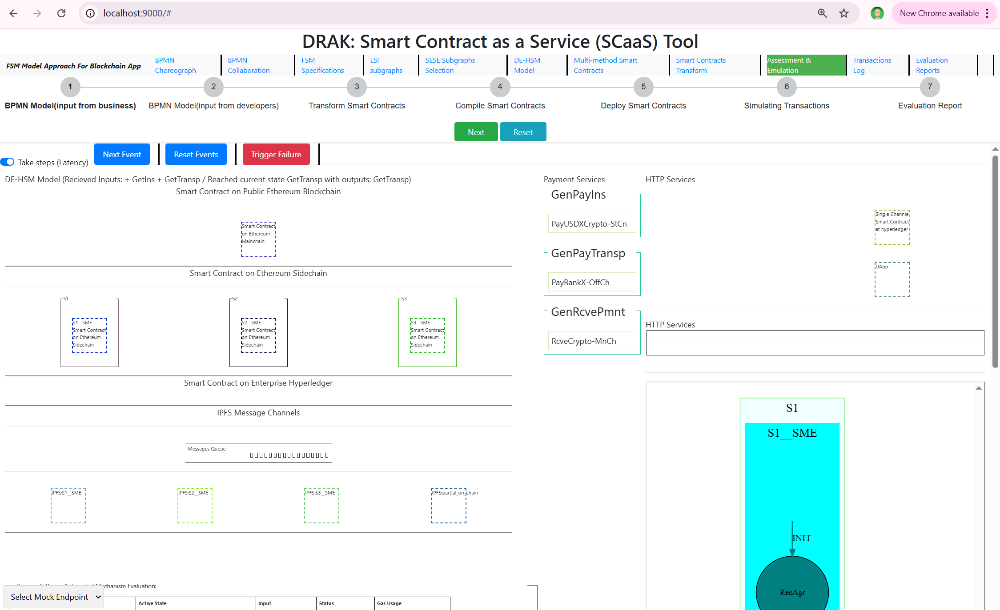 localhost:9000/#
New Chrome available
DRAK: Smart Contract as a Service (SCaaS) Tool
FSM Model Approach For Blockchain App
BPMN
Choreograph
BPMN
Collaboration
FSM
Specifications
LSI
subgraphs
SESE Subgraphs
Selection
DE-HSM
Model
Multi-method Smart
Contracts
Smart Contracts
Transform
Assessment &
Emulation
Transactions
Log
Evaluation
Reports
1
2
3
4
5
6
7
BPMN Model(input from business)
BPMN Model(input from developers)
Transform Smart Contracts
Compile Smart Contracts
Deploy Smart Contracts
Simulating Transactions
Evaluation Report
Next
Reset
Take steps (Latency)
Next Event
Reset Events
Trigger Failure
DE-HSM Model (Recieved Inputs: + GetIns + GetTransp / Reached current state GetTransp with outputs: GetTransp)
Smart Contract on Public Ethereum Blockchain
Smart Contract
on Ethereum
Mainchain
Smart Contract on Ethereum Sidechain
S1
S1__SME
Smart Contract
on Ethereum
Sidechain
S2
S2__SME
Smart Contract
on Ethereum
Sidechain
S3
S3__SME
Smart Contract
on Ethereum
Sidechain
Smart Contract on Enterprise Hyperledger
IPFS Message Channels
Messages Queue
IPFS:S1__SME
IPFS:S2__SME
IPFS:S3__SME
IPFS:partial_on_chain
Mechanism Evaluation:
Select Mock Endpoint
Active State
Input
Status
Gas Usage
Payment Services
GenPayIns
PayUSDXCrypto-StCn
GenPayTransp
PayBankX-OffCh
GenRcvePmnt
RcveCrypto-MnCh
HTTP Services
Single Channle
Smart Contract
at hyperledger
DApp
HTTP Services
S1
S1__SME
INIT
RecAgr